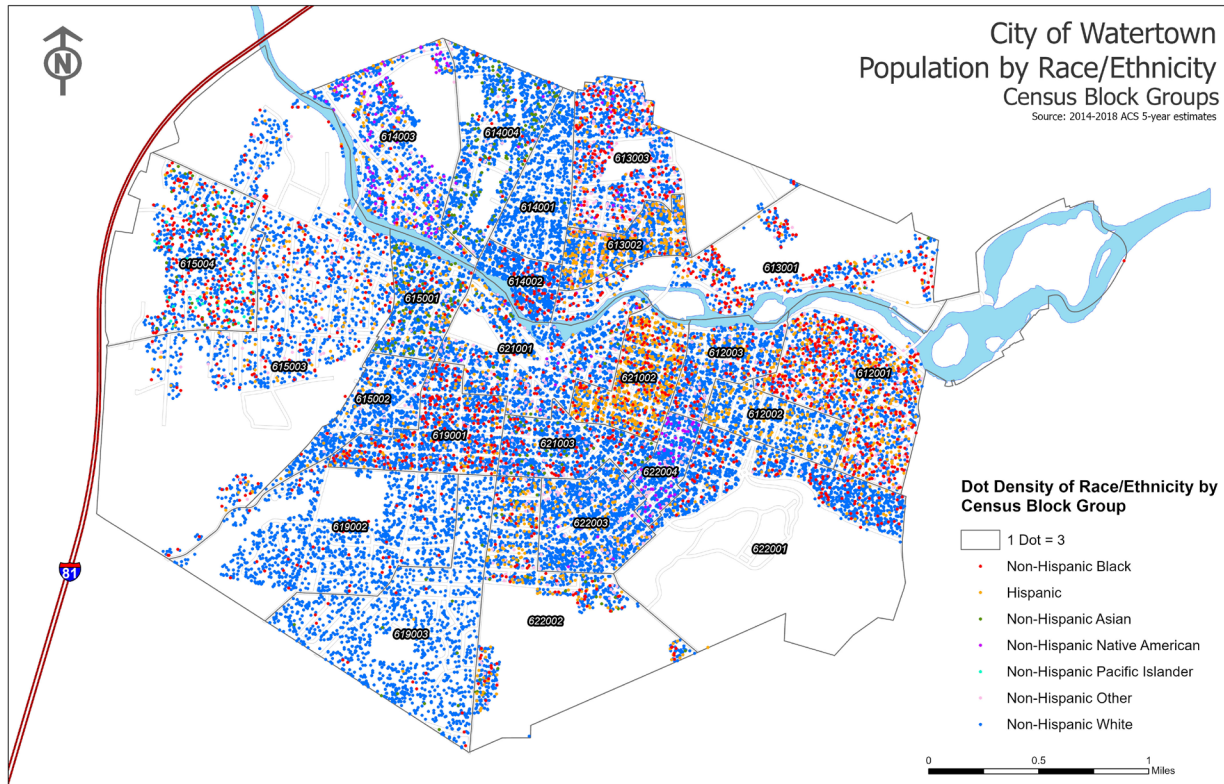 City of Watertown
Population by Race/Ethnicity
Census Block Groups
Source: 2014-2018 ACS 5-year estimates
N
614003
614004
613003
614001
613002
615004
613001
614002
615001
621001
612003
615003
621002
612001
615002
612002
619001
621003
622004
622003
619002
622001
622002
619003
81
Dot Density of Race/Ethnicity by
Census Block Group
1 Dot = 3
Non-Hispanic Black
Hispanic
Non-Hispanic Asian
Non-Hispanic Native American
Non-Hispanic Pacific Islander
Non-Hispanic Other
Non-Hispanic White
0 0.5 1
Miles